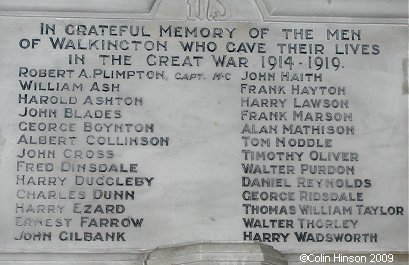 IHS
IN GRATEFUL MEMORY OF THE MEN
OF WALKINGTON WHO GAVE THEIR LIVES
IN THE GREAT WAR 1914-1919.
ROBERT A. PLIMPTON, CAPT. M·C
WILLIAM ASH
HAROLD ASHTON
JOHN BLADES
GEORGE BOYNTON
ALBERT COLLINSON
JOHN CROSS
FRED DINSDALE
HARRY DUGGLEBY
CHARLES DUNN
HARRY EZARD
ERNEST FARROW
JOHN GILBANK
JOHN HAITH
FRANK HAYTON
HARRY LAWSON
FRANK MARSON
ALAN MATHISON
TOM NODDLE
TIMOTHY OLIVER
WALTER PURDON
DANIEL REYNOLDS
GEORGE RIDSDALE
THOMAS WILLIAM TAYLOR
WALTER THORLEY
HARRY WADSWORTH
©Colin Hinson 2009